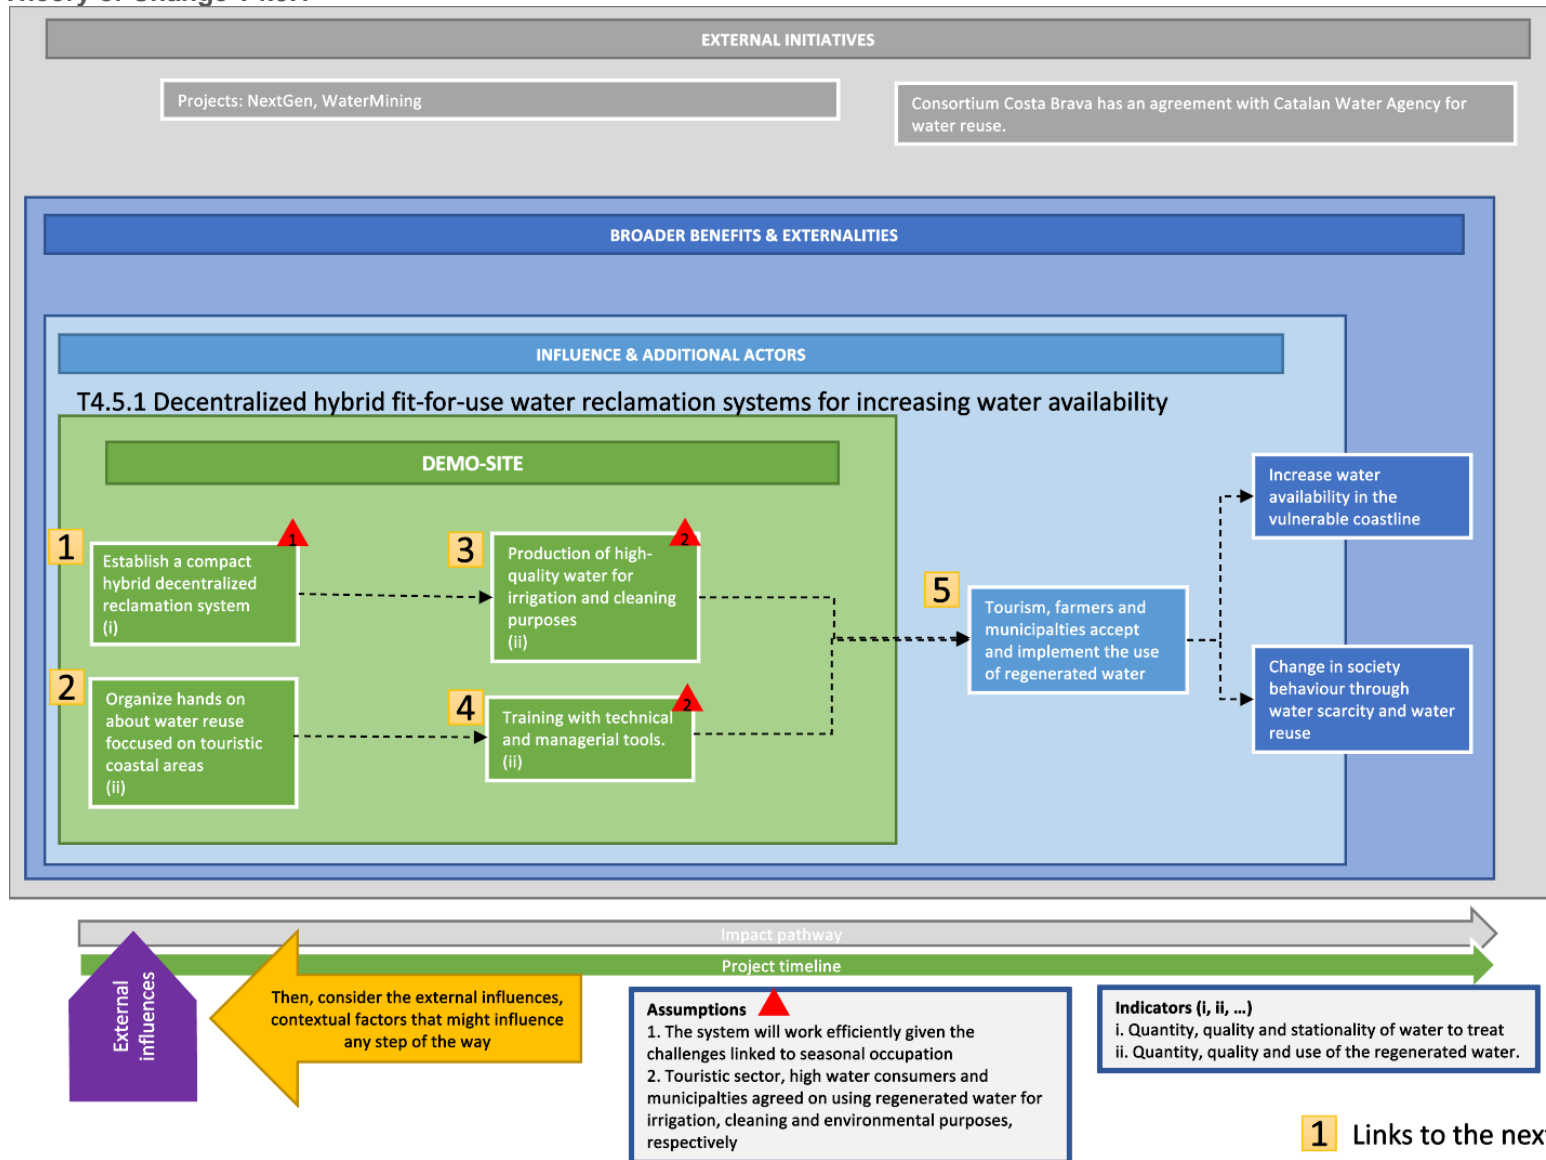 EXTERNAL INITIATIVES
Projects: NextGen, WaterMining
Consortium Costa Brava has an agreement with Catalan Water Agency for
water reuse.
BROADER BENEFITS & EXTERNALITIES
INFLUENCE & ADDITIONAL ACTORS
T4.5.1 Decentralized hybrid fit-for-use water reclamation systems for increasing water availability
DEMO-SITE
1
1
Establish a compact
hybrid decentralized
reclamation system
(i)
2
Organize hands on
about water reuse
foccused on touristic
coastal areas
(ii)
3
2
Production of high-
quality water for
irrigation and cleaning
purposes
(ii)
4
2
Training with technical
and managerial tools.
(ii)
5
Tourism, farmers and
municipalties accept
and implement the use
of regenerated water
Increase water
availability in the
vulnerable coastline
Change in society
behaviour through
water scarcity and water
reuse
Impact pathway
Project timeline
External
influences
Then, consider the external influences,
contextual factors that might influence
any step of the way
Assumptions
1. The system will work efficiently given the
challenges linked to seasonal occupation
2. Touristic sector, high water consumers and
municipalties agreed on using regenerated water for
irrigation, cleaning and environmental purposes,
respectively
Indicators (i, ii, ...)
i. Quantity, quality and stationality of water to treat
ii. Quantity, quality and use of the regenerated water.
1 Links to the next